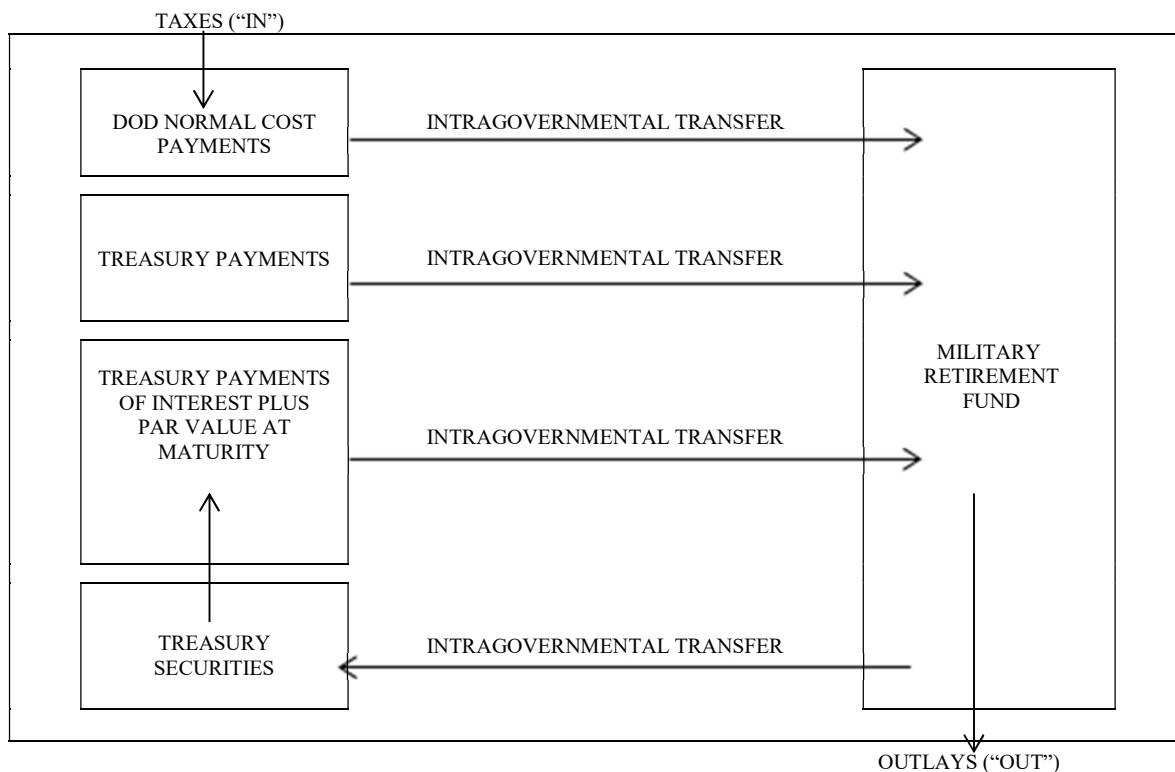 TAXES (“IN”)
DOD NORMAL COST
PAYMENTS
INTRAGOVERNMENTAL TRANSFER
TREASURY PAYMENTS
INTRAGOVERNMENTAL TRANSFER
TREASURY PAYMENTS
OF INTEREST PLUS
PAR VALUE AT
MATURITY
INTRAGOVERNMENTAL TRANSFER
MILITARY
RETIREMENT
FUND
TREASURY
SECURITIES
INTRAGOVERNMENTAL TRANSFER
OUTLAYS (“OUT”)